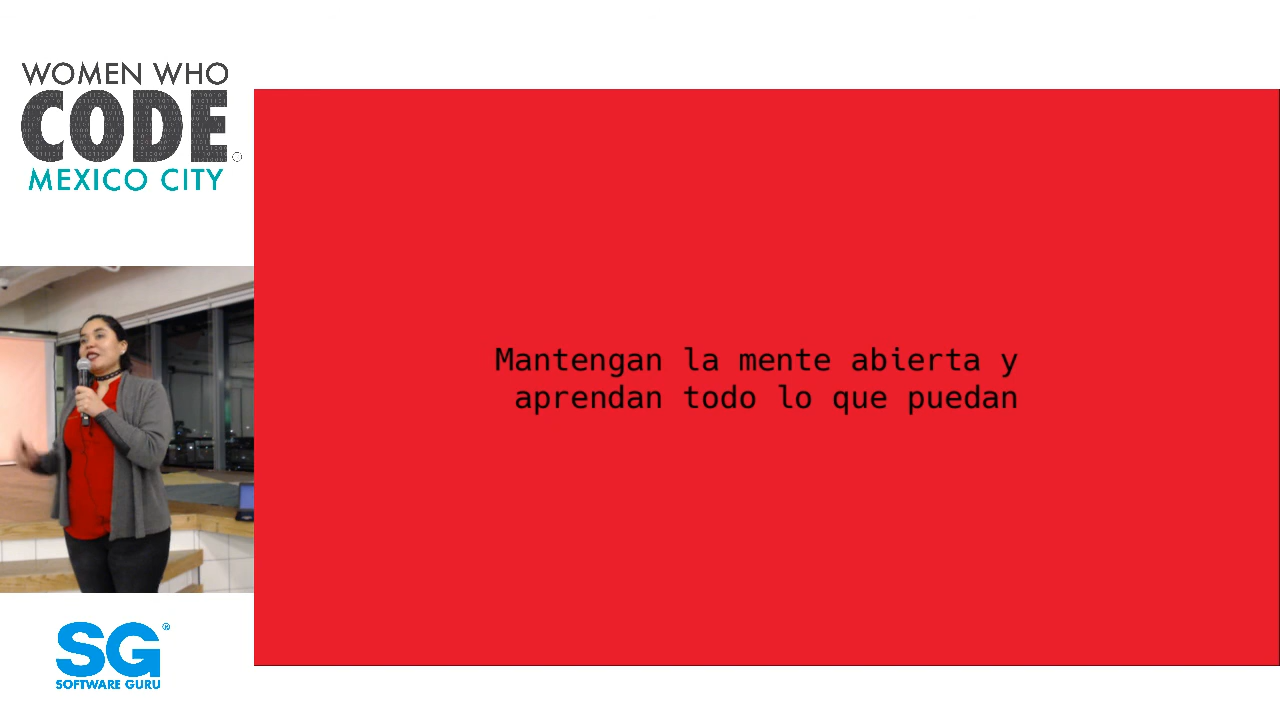 WOMEN WHO
CODE
MEXICO CITY
Mantengan la mente abierta y
aprendan todo lo que puedan
SG®
SOFTWARE GURU